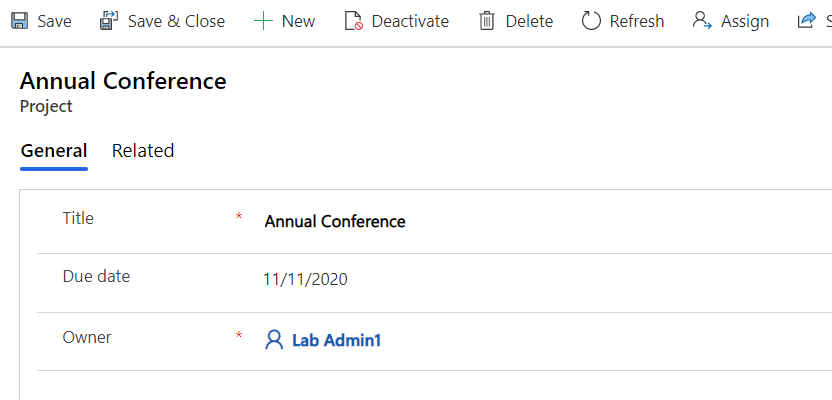 Save Save & Close New Deactivate Delete Refresh Assign
Annual Conference
Project
General Related
Title * Annual Conference
Due date 11/11/2020
Owner * Lab Admin1